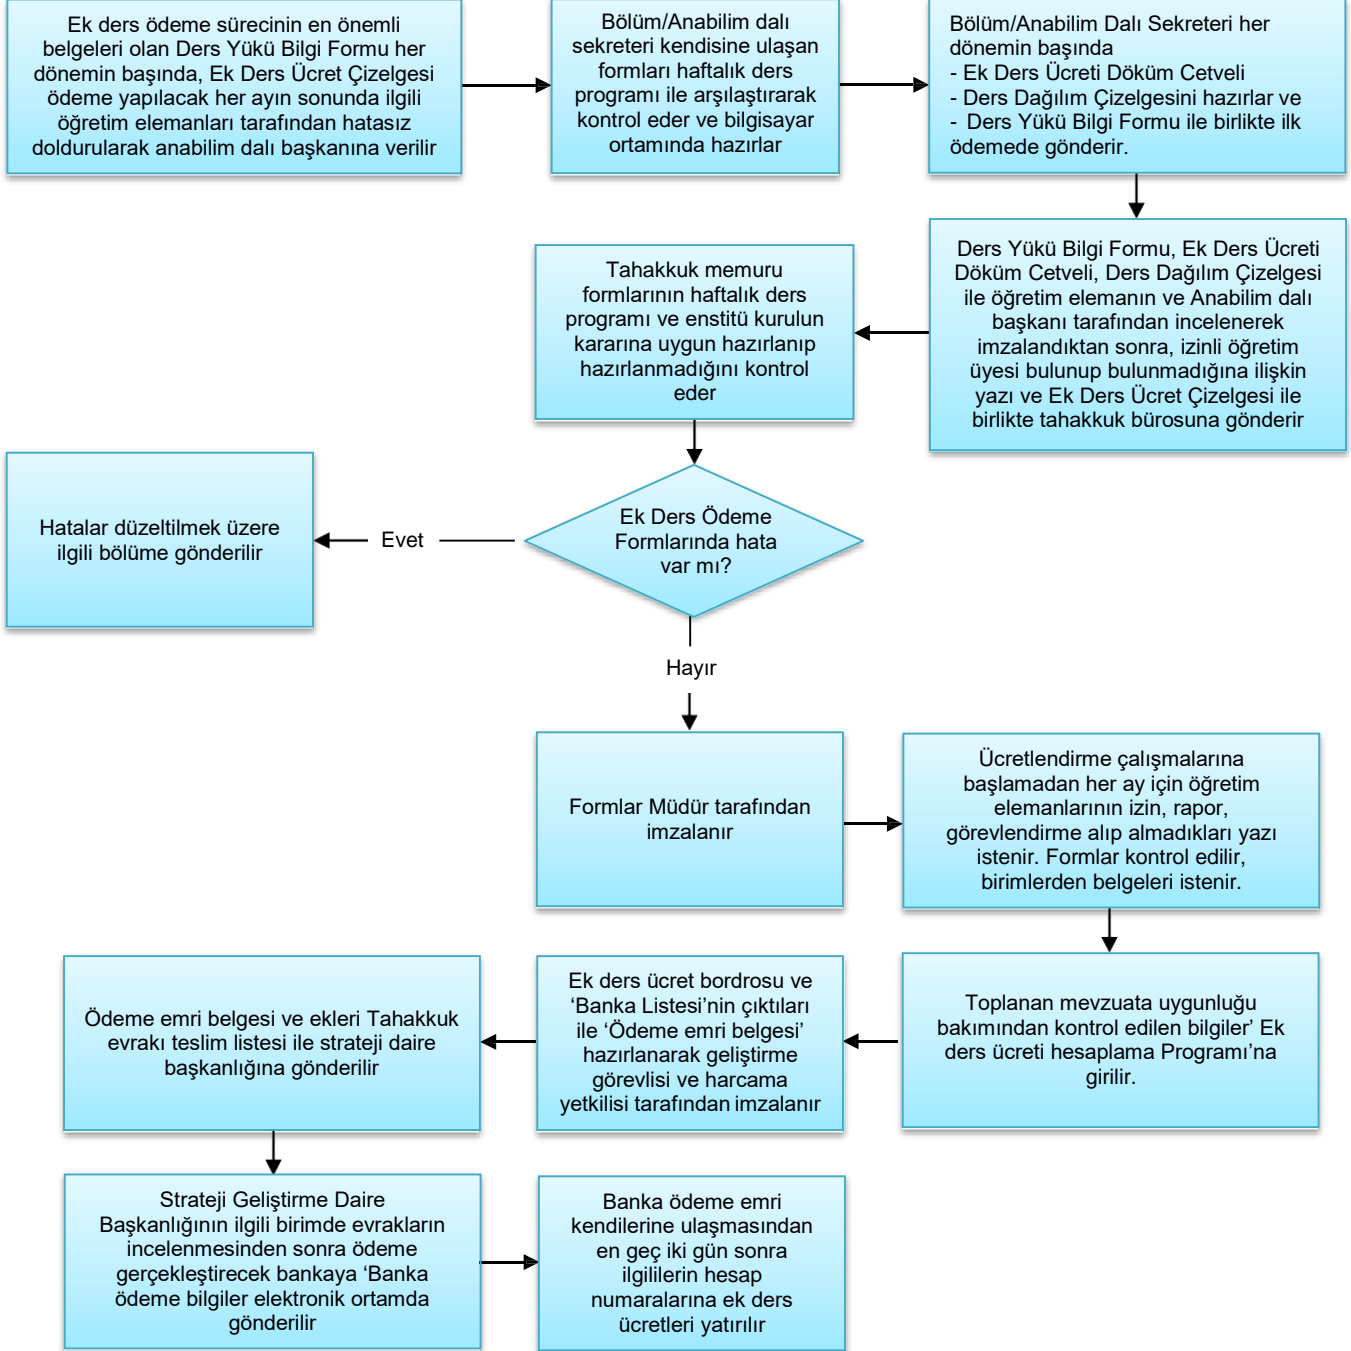 Ek ders ödeme sürecinin en önemli
belgeleri olan Ders Yükü Bilgi Formu her
dönemin başında, Ek Ders Ücret Çizelgesi
ödeme yapılacak her ayın sonunda ilgili
öğretim elemanları tarafından hatasız
doldurularak anabilim dalı başkanına verilir
Bölüm/Anabilim dalı
sekreteri kendisine ulaşan
formları haftalık ders
programı ile arşılaştırarak
kontrol eder ve bilgisayar
ortamında hazırlar
Bölüm/Anabilim Dalı Sekreteri her
dönemin başında
- Ek Ders Ücreti Döküm Cetveli
- Ders Dağılım Çizelgesini hazırlar ve
- Ders Yükü Bilgi Formu ile birlikte ilk
ödemede gönderir.
Ders Yükü Bilgi Formu, Ek Ders Ücreti
Döküm Cetveli, Ders Dağılım Çizelgesi
ile öğretim elemanın ve Anabilim dalı
başkanı tarafından incelenerek
imzalandıktan sonra, izinli öğretim
üyesi bulunup bulunmadığına ilişkin
yazı ve Ek Ders Ücret Çizelgesi ile
birlikte tahakkuk bürosuna gönderir
Tahakkuk memuru
formlarının haftalık ders
programı ve enstitü kurulun
kararına uygun hazırlanıp
hazırlanmadığını kontrol
eder
Ek Ders Ödeme
Formlarında hata
var mı?
Evet
Hatalar düzeltilmek üzere
ilgili bölüme gönderilir
Hayır
Formlar Müdür tarafından
imzalanır
Ücretlendirme çalışmalarına
başlamadan her ay için öğretim
elemanlarının izin, rapor,
görevlendirme alıp almadıkları yazı
istenir. Formlar kontrol edilir,
birimlerden belgeleri istenir.
Toplanan mevzuata uygunluğu
bakımından kontrol edilen bilgiler’ Ek
ders ücreti hesaplama Programı’na
girilir.
Ek ders ücret bordrosu ve
‘Banka Listesi’nin çıktıları
ile ‘Ödeme emri belgesi’
hazırlanarak geliştirme
görevlisi ve harcama
yetkilisi tarafından imzalanır
Ödeme emri belgesi ve ekleri Tahakkuk
evrakı teslim listesi ile strateji daire
başkanlığına gönderilir
Strateji Geliştirme Daire
Başkanlığının ilgili birimde evrakların
incelenmesinden sonra ödeme
gerçekleştirecek bankaya ‘Banka
ödeme bilgiler elektronik ortamda
gönderilir
Banka ödeme emri
kendilerine ulaşmasından
en geç iki gün sonra
ilgililerin hesap
numaralarına ek ders
ücretleri yatırılır